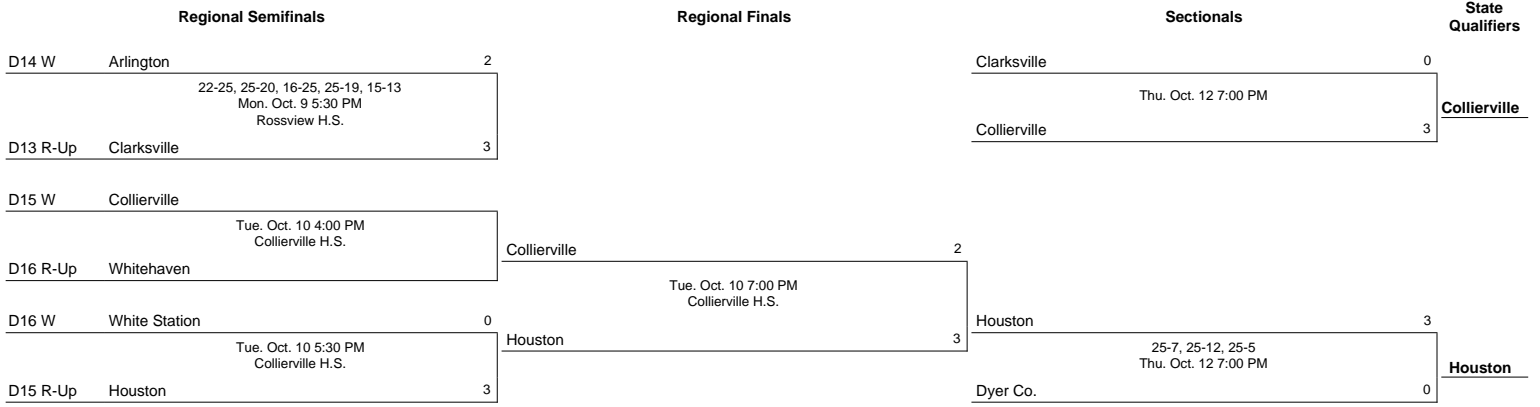 Regional Semifinals Regional Finals Sectionals State
Qualifiers
D14 W Arlington 2
22-25, 25-20, 16-25, 25-19, 15-13
Mon. Oct. 9 5:30 PM
Rossview H.S.
D13 R-Up Clarksville 3
D15 W Collierville
Tue. Oct. 10 4:00 PM
Collierville H.S.
D16 R-Up Whitehaven
D16 W White Station 0
Tue. Oct. 10 5:30 PM
Collierville H.S.
D15 R-Up Houston 3
Collierville 2
Tue. Oct. 10 7:00 PM
Collierville H.S.
Houston 3
Clarksville 0
Thu. Oct. 12 7:00 PM
Collierville 3
Houston 3
25-7, 25-12, 25-5
Thu. Oct. 12 7:00 PM
Dyer Co. 0
Collierville
Houston